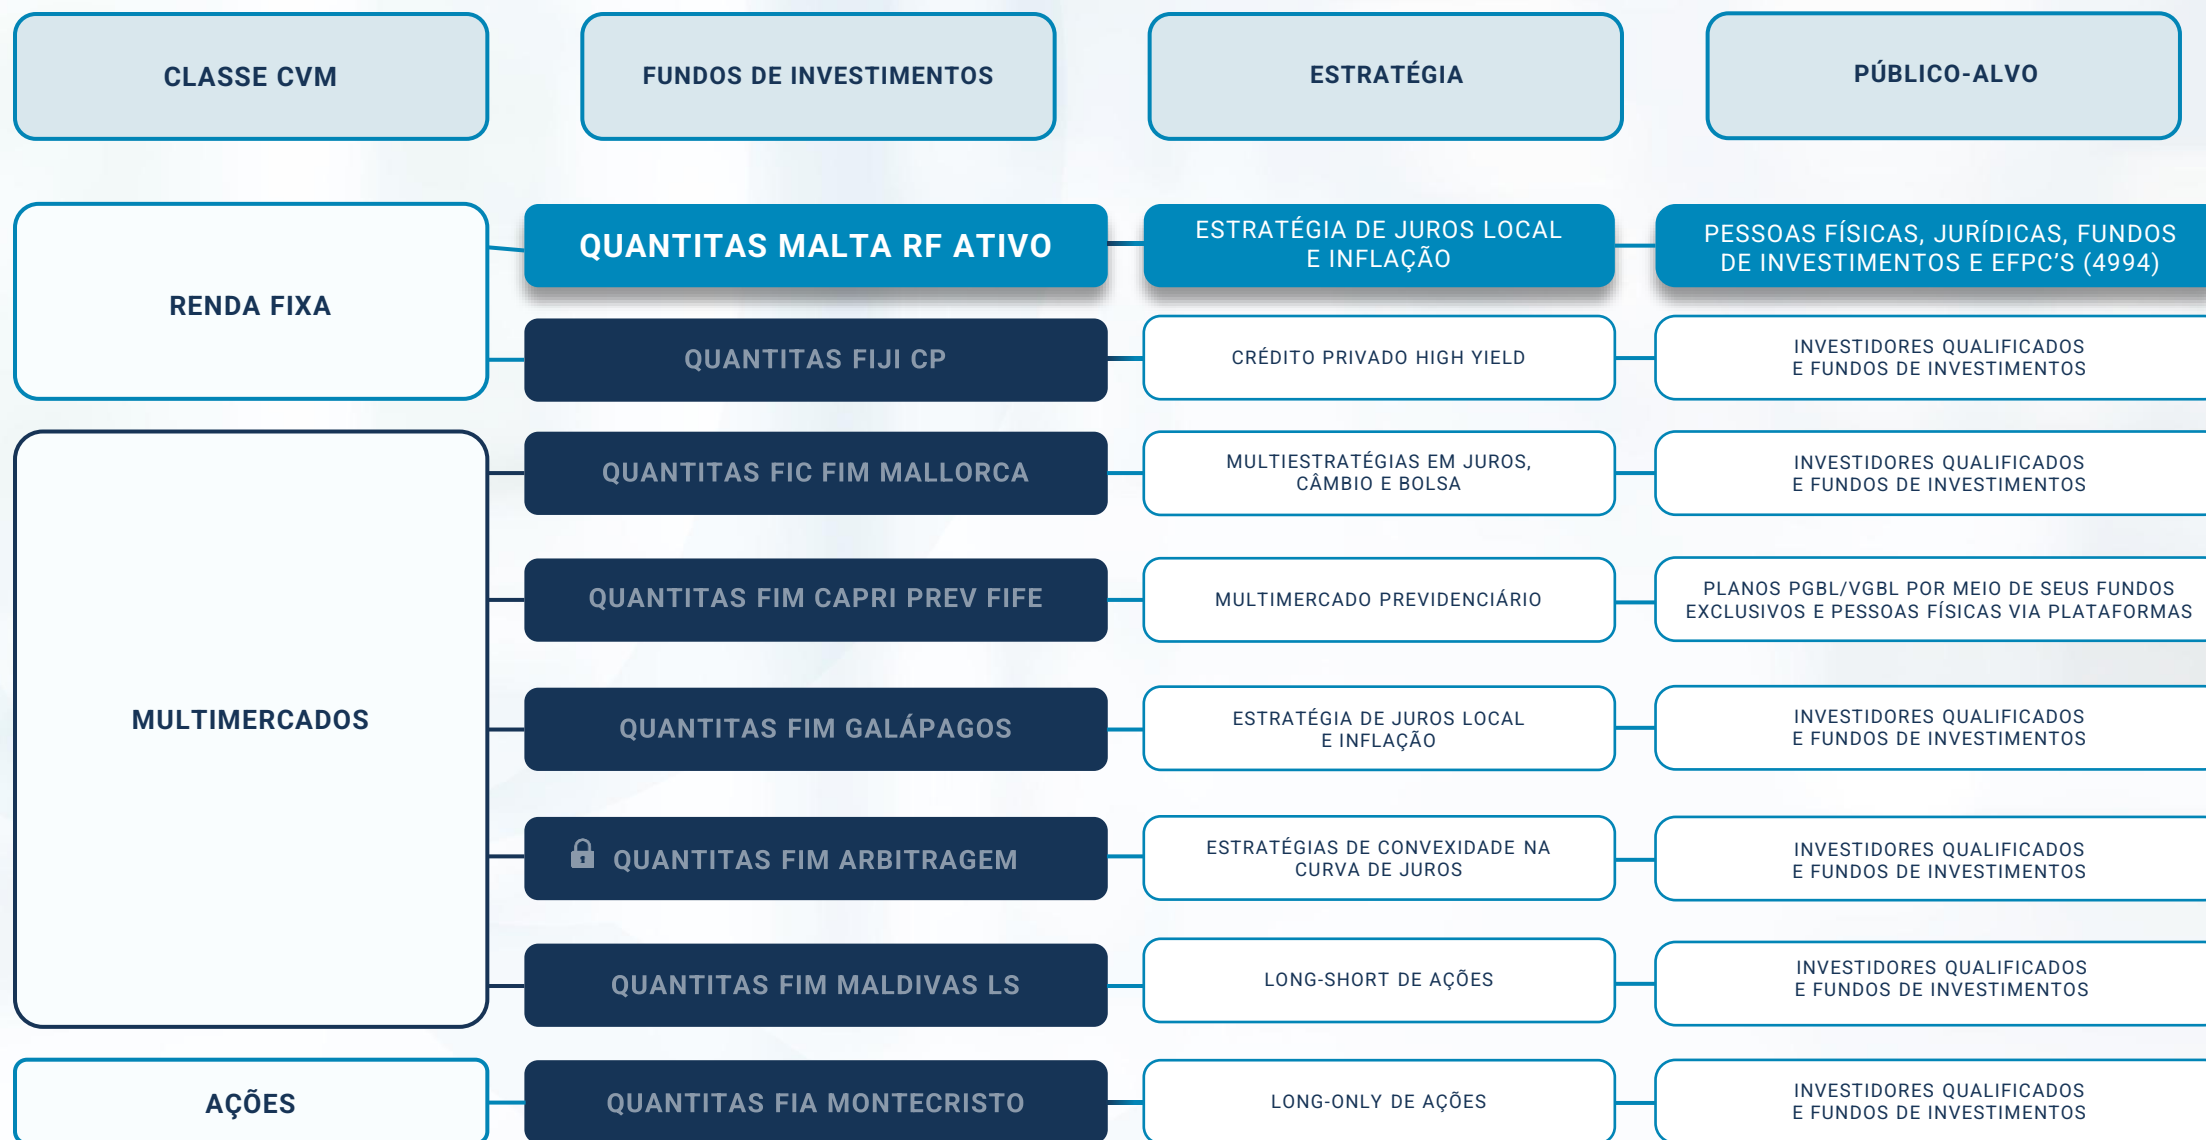 CLASSE CVM
FUNDOS DE INVESTIMENTOS
ESTRATÉGIA
PÚBLICO-ALVO
RENDA FIXA
QUANTITAS MALTA RF ATIVO
ESTRATÉGIA DE JUROS LOCAL
E INFLAÇÃO
PESSOAS FÍSICAS, JURÍDICAS, FUNDOS
DE INVESTIMENTOS E EFPC'S (4994)
QUANTITAS FIJI CP
CRÉDITO PRIVADO HIGH YIELD
INVESTIDORES QUALIFICADOS
E FUNDOS DE INVESTIMENTOS
MULTIMERCADOS
QUANTITAS FIC FIM MALLORCA
MULTIESTRATÉGIAS EM JUROS,
CÂMBIO E BOLSA
INVESTIDORES QUALIFICADOS
E FUNDOS DE INVESTIMENTOS
QUANTITAS FIM CAPRI PREV FIFE
MULTIMERCADO PREVIDENCIÁRIO
PLANOS PGBL/VGBL POR MEIO DE SEUS FUNDOS
EXCLUSIVOS E PESSOAS FÍSICAS VIA PLATAFORMAS
QUANTITAS FIM GALÁPAGOS
ESTRATÉGIA DE JUROS LOCAL
E INFLAÇÃO
INVESTIDORES QUALIFICADOS
E FUNDOS DE INVESTIMENTOS
QUANTITAS FIM ARBITRAGEM
ESTRATÉGIAS DE CONVEXIDADE NA
CURVA DE JUROS
INVESTIDORES QUALIFICADOS
E FUNDOS DE INVESTIMENTOS
QUANTITAS FIM MALDIVAS LS
LONG-SHORT DE AÇÕES
INVESTIDORES QUALIFICADOS
E FUNDOS DE INVESTIMENTOS
AÇÕES
QUANTITAS FIA MONTECRISTO
LONG-ONLY DE AÇÕES
INVESTIDORES QUALIFICADOS
E FUNDOS DE INVESTIMENTOS